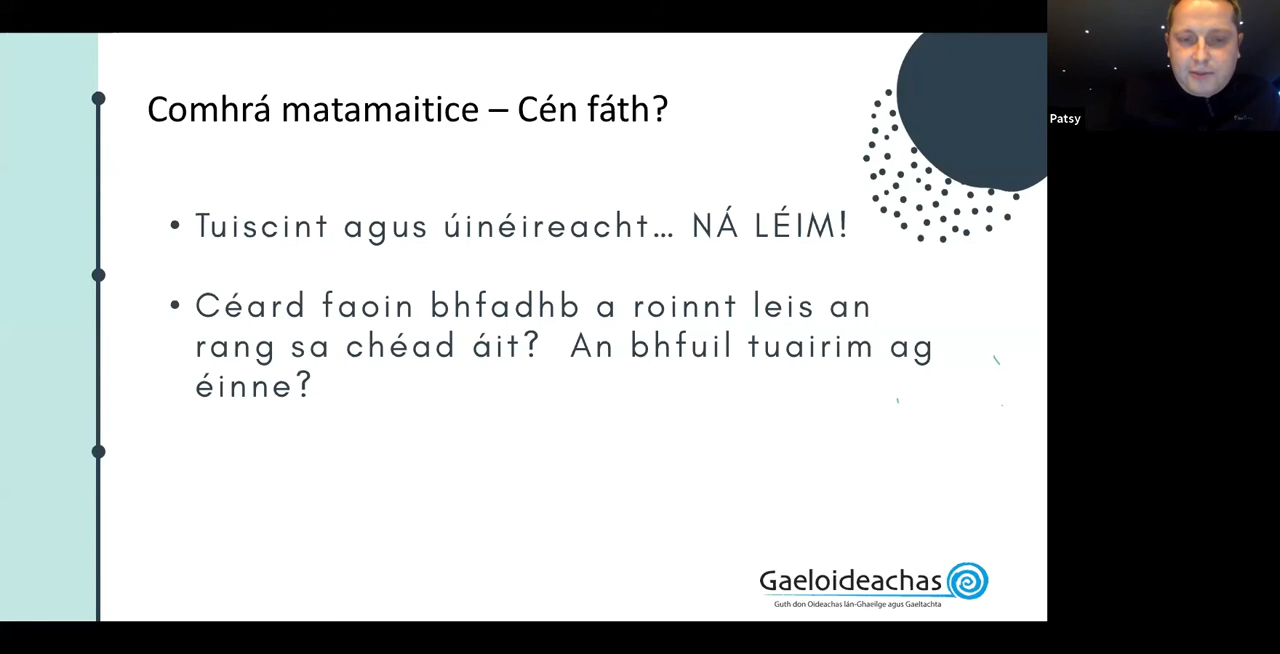 Comhrá matamaitice – Cén fáth?
• Tuiscint agus úinéireacht... NÁ LÉIM!
• Céard faoin bhfadhb a roinnt leis an
rang sa chéad áit? An bhfuil tuairim ag
éinne?
Gaeloideachas
Guth don Oideachas lán-Ghaeilge agus Gaeltachta
Patsy